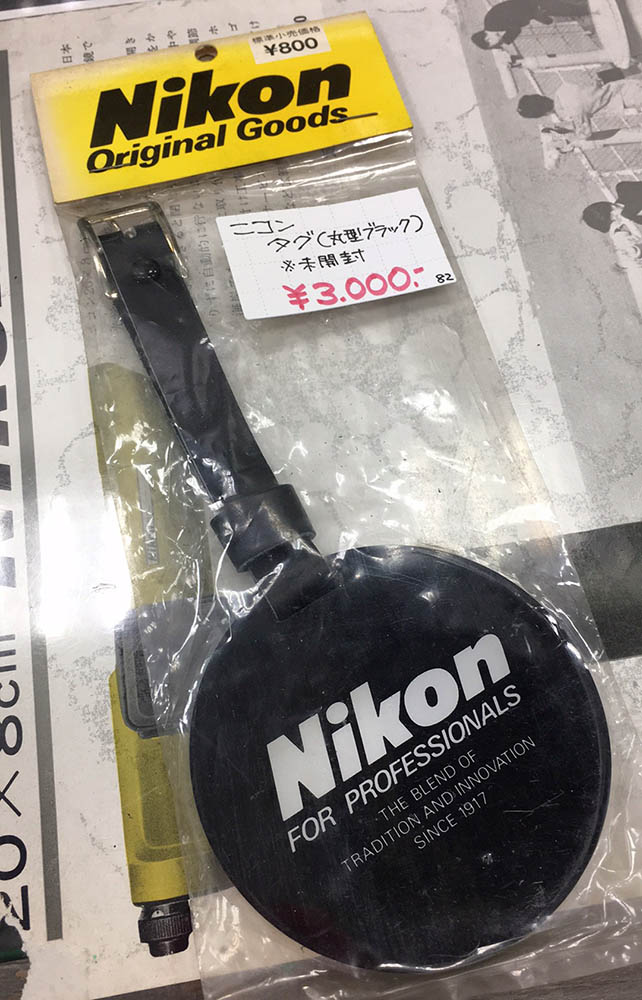 標準小売価格
¥800
Nikon
Original Goods
ニコン
タグ(丸型ブラック)
※未開封
¥3.000.-
82
Nikon
FOR PROFESSIONALS
THE BLEND OF
TRADITION AND INNOVATION
SINCE 1917
20×8cm